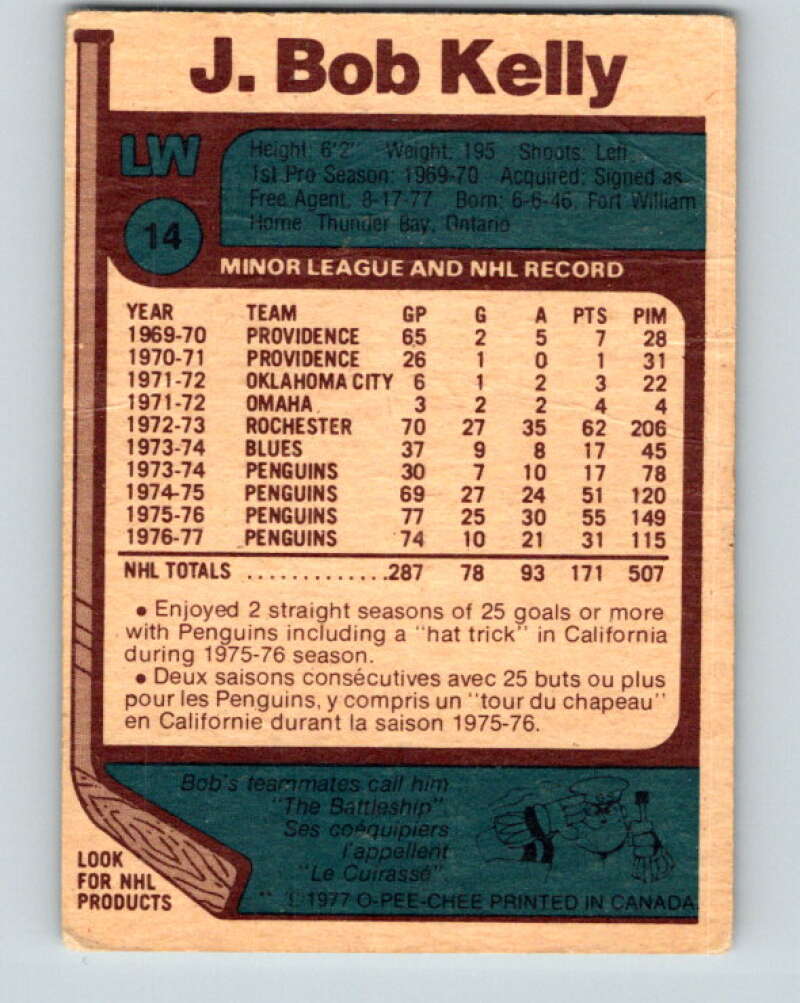 J. Bob Kelly
LW
14
Height: 6'2" Weight: 195 Shoots: Left
1st Pro Season: 1969-70 Acquired: Signed as
Free Agent, 8-17-77 Born: 6-6-46, Fort William
Home: Thunder Bay, Ontario
MINOR LEAGUE AND NHL RECORD
YEAR TEAM GP G A PTS PIM
1969-70 PROVIDENCE 65 2 5 7 28
1970-71 PROVIDENCE 26 1 0 1 31
1971-72 OKLAHOMA CITY 6 1 2 3 22
1971-72 OMAHA 3 2 2 4 4
1972-73 ROCHESTER 70 27 35 62 206
1973-74 BLUES 37 9 8 17 45
1973-74 PENGUINS 30 7 10 17 78
1974-75 PENGUINS 69 27 24 51 120
1975-76 PENGUINS 77 25 30 55 149
1976-77 PENGUINS 74 10 21 31 115
NHL TOTALS .............287 78 93 171 507
• Enjoyed 2 straight seasons of 25 goals or more
with Penguins including a "hat trick" in California
during 1975-76 season.
• Deux saisons consécutives avec 25 buts ou plus
pour les Penguins, y compris un "tour du chapeau"
en Californie durant la saison 1975-76.
Bob's teammates call him
"The Battleship"
Ses coéquipiers
l'appellent
"Le Cuirassé"
LOOK
FOR NHL
PRODUCTS
© 1977 O-PEE-CHEE PRINTED IN CANADA